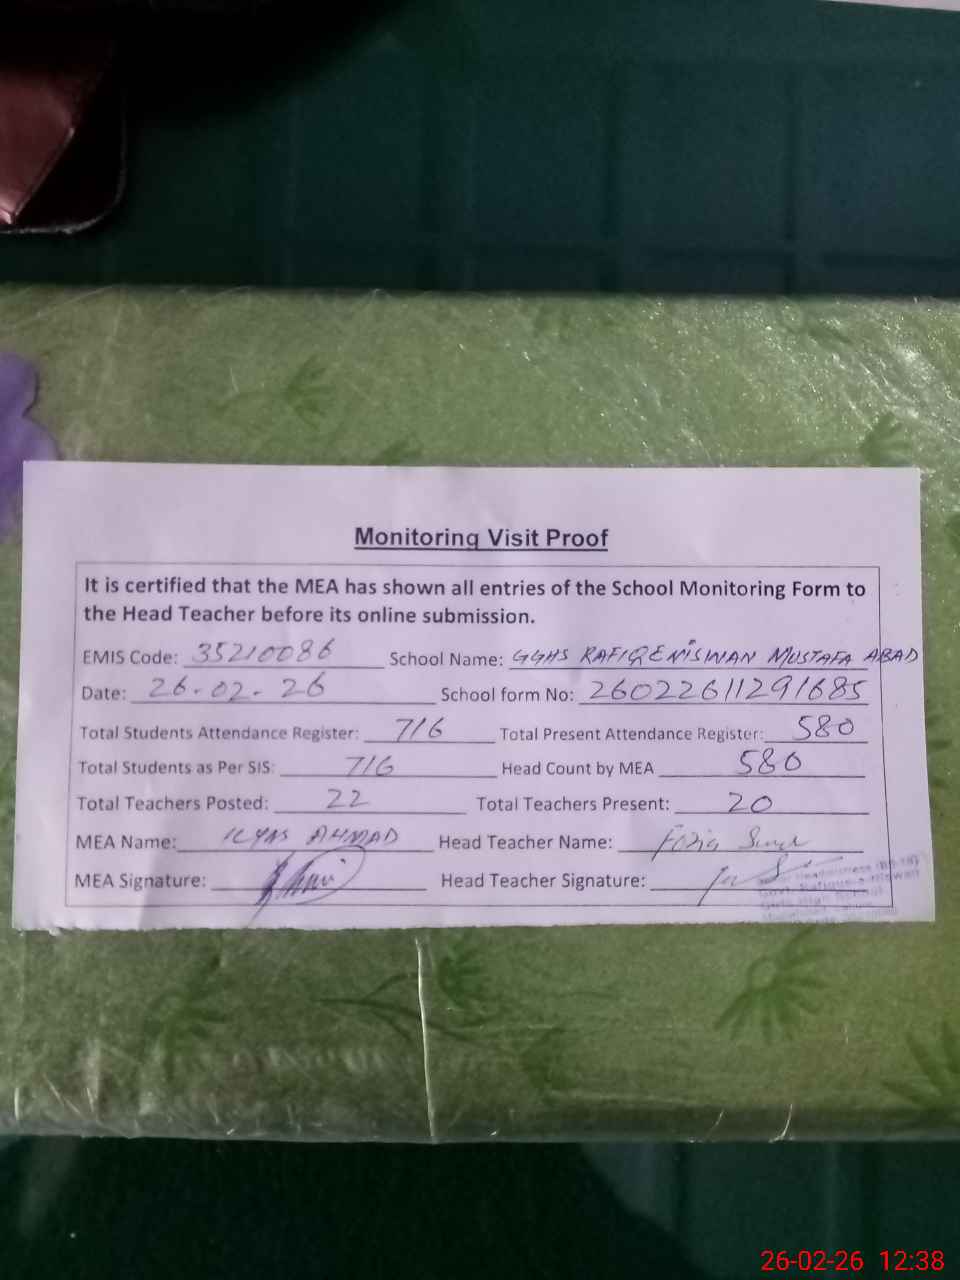 Monitoring Visit Proof
It is certified that the MEA has shown all entries of the School Monitoring Form to
the Head Teacher before its online submission.
EMIS Code: 35210086 School Name: GGHS RAFIQENISWAN MUSTAFA ABAD
Date: 26-02-26 School form No: 26022611291685
Total Students Attendance Register: 716 Total Present Attendance Register: 580
Total Students as Per SIS: 716 Head Count by MEA 580
Total Teachers Posted: 22 Total Teachers Present: 20
MEA Name: ILYAS AHMAD Head Teacher Name: Fozia
MEA Signature: Head Teacher Signature:
26-02-26 12:38